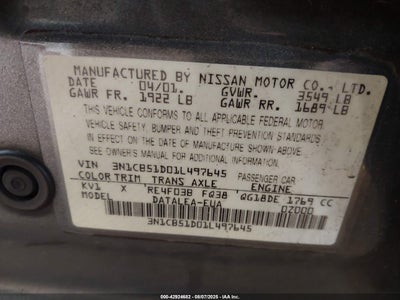 MANUFACTURED BY NISSAN MOTOR CO., LTD.
DATE 04/01. GVWR. 3549 LB
GAWR FR. 1922 LB GAWR RR. 1689 LB
THIS VEHICLE CONFORMS TO ALL APPLICABLE FEDERAL MOTOR
VEHICLE SAFETY, BUMPER AND THEFT PREVENTION STANDARDS
IN EFFECT ON THE DATE OF MANUFACTURE SHOWN ABOVE.
SEE OWNER'S MANUAL FOR ADDITIONAL INFORMATION
VIN 3N1CB51D01L497645 PASSENGER CAR
COLOR TRIM TRANS AXLE ENGINE
KV1 X RE4F03B FQ38 QG18DE 1769 CC
MODEL DATALEA-EUA 07000
3N1CB51D01L497645
000-42924682 - 08/07/2025 - IAAI